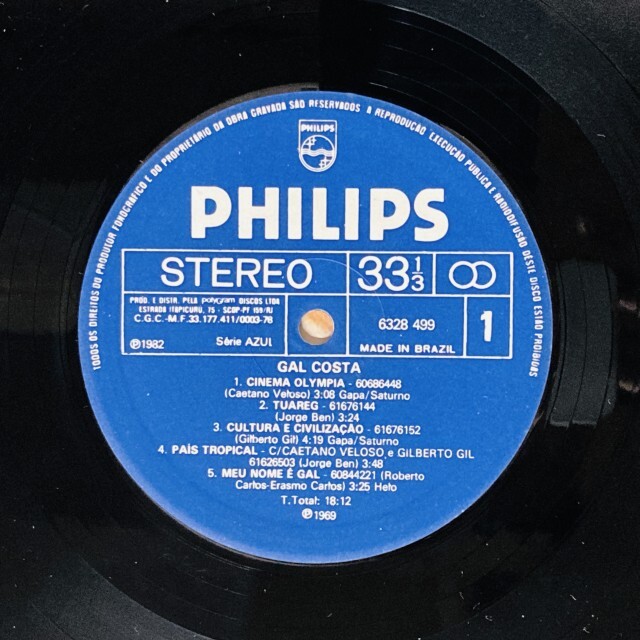 TODOS OS DIREITOS DO PRODUTOR FONOGRÁFICO E DO PROPRIETÁRIO DA OBRA GRAVADA SÃO RESERVADOS. A REPRODUÇÃO, EXECUÇÃO PÚBLICA E RADIODIFUSÃO DESTE DISCO ESTÃO PROIBIDAS
PHILIPS
PHILIPS
STEREO 33 1/3
PROD. E DISTR. PELA polygram DISCOS LTDA
ESTRADA ITAPICURU, 75 - SCDP-PF 159/RJ
C.G.C.-M.F 33.177.411/0003-78
℗1982 Série AZUL
6328 499
MADE IN BRAZIL
1
GAL COSTA
1. CINEMA OLYMPIA - 60686448
(Caetano Veloso) 3:08 Gapa/Saturno
2. TUAREG - 61676144
(Jorge Ben) 3:24
3. CULTURA E CIVILIZAÇÃO - 61676152
(Gilberto Gil) 4:19 Gapa/Saturno
4. PAÍS TROPICAL - C/CAETANO VELOSO e GILBERTO GIL
61626503 (Jorge Ben) 3:48
5. MEU NOME É GAL - 60844221 (Roberto
Carlos-Erasmo Carlos) 3:25 Helo
T.Total: 18:12
℗1969